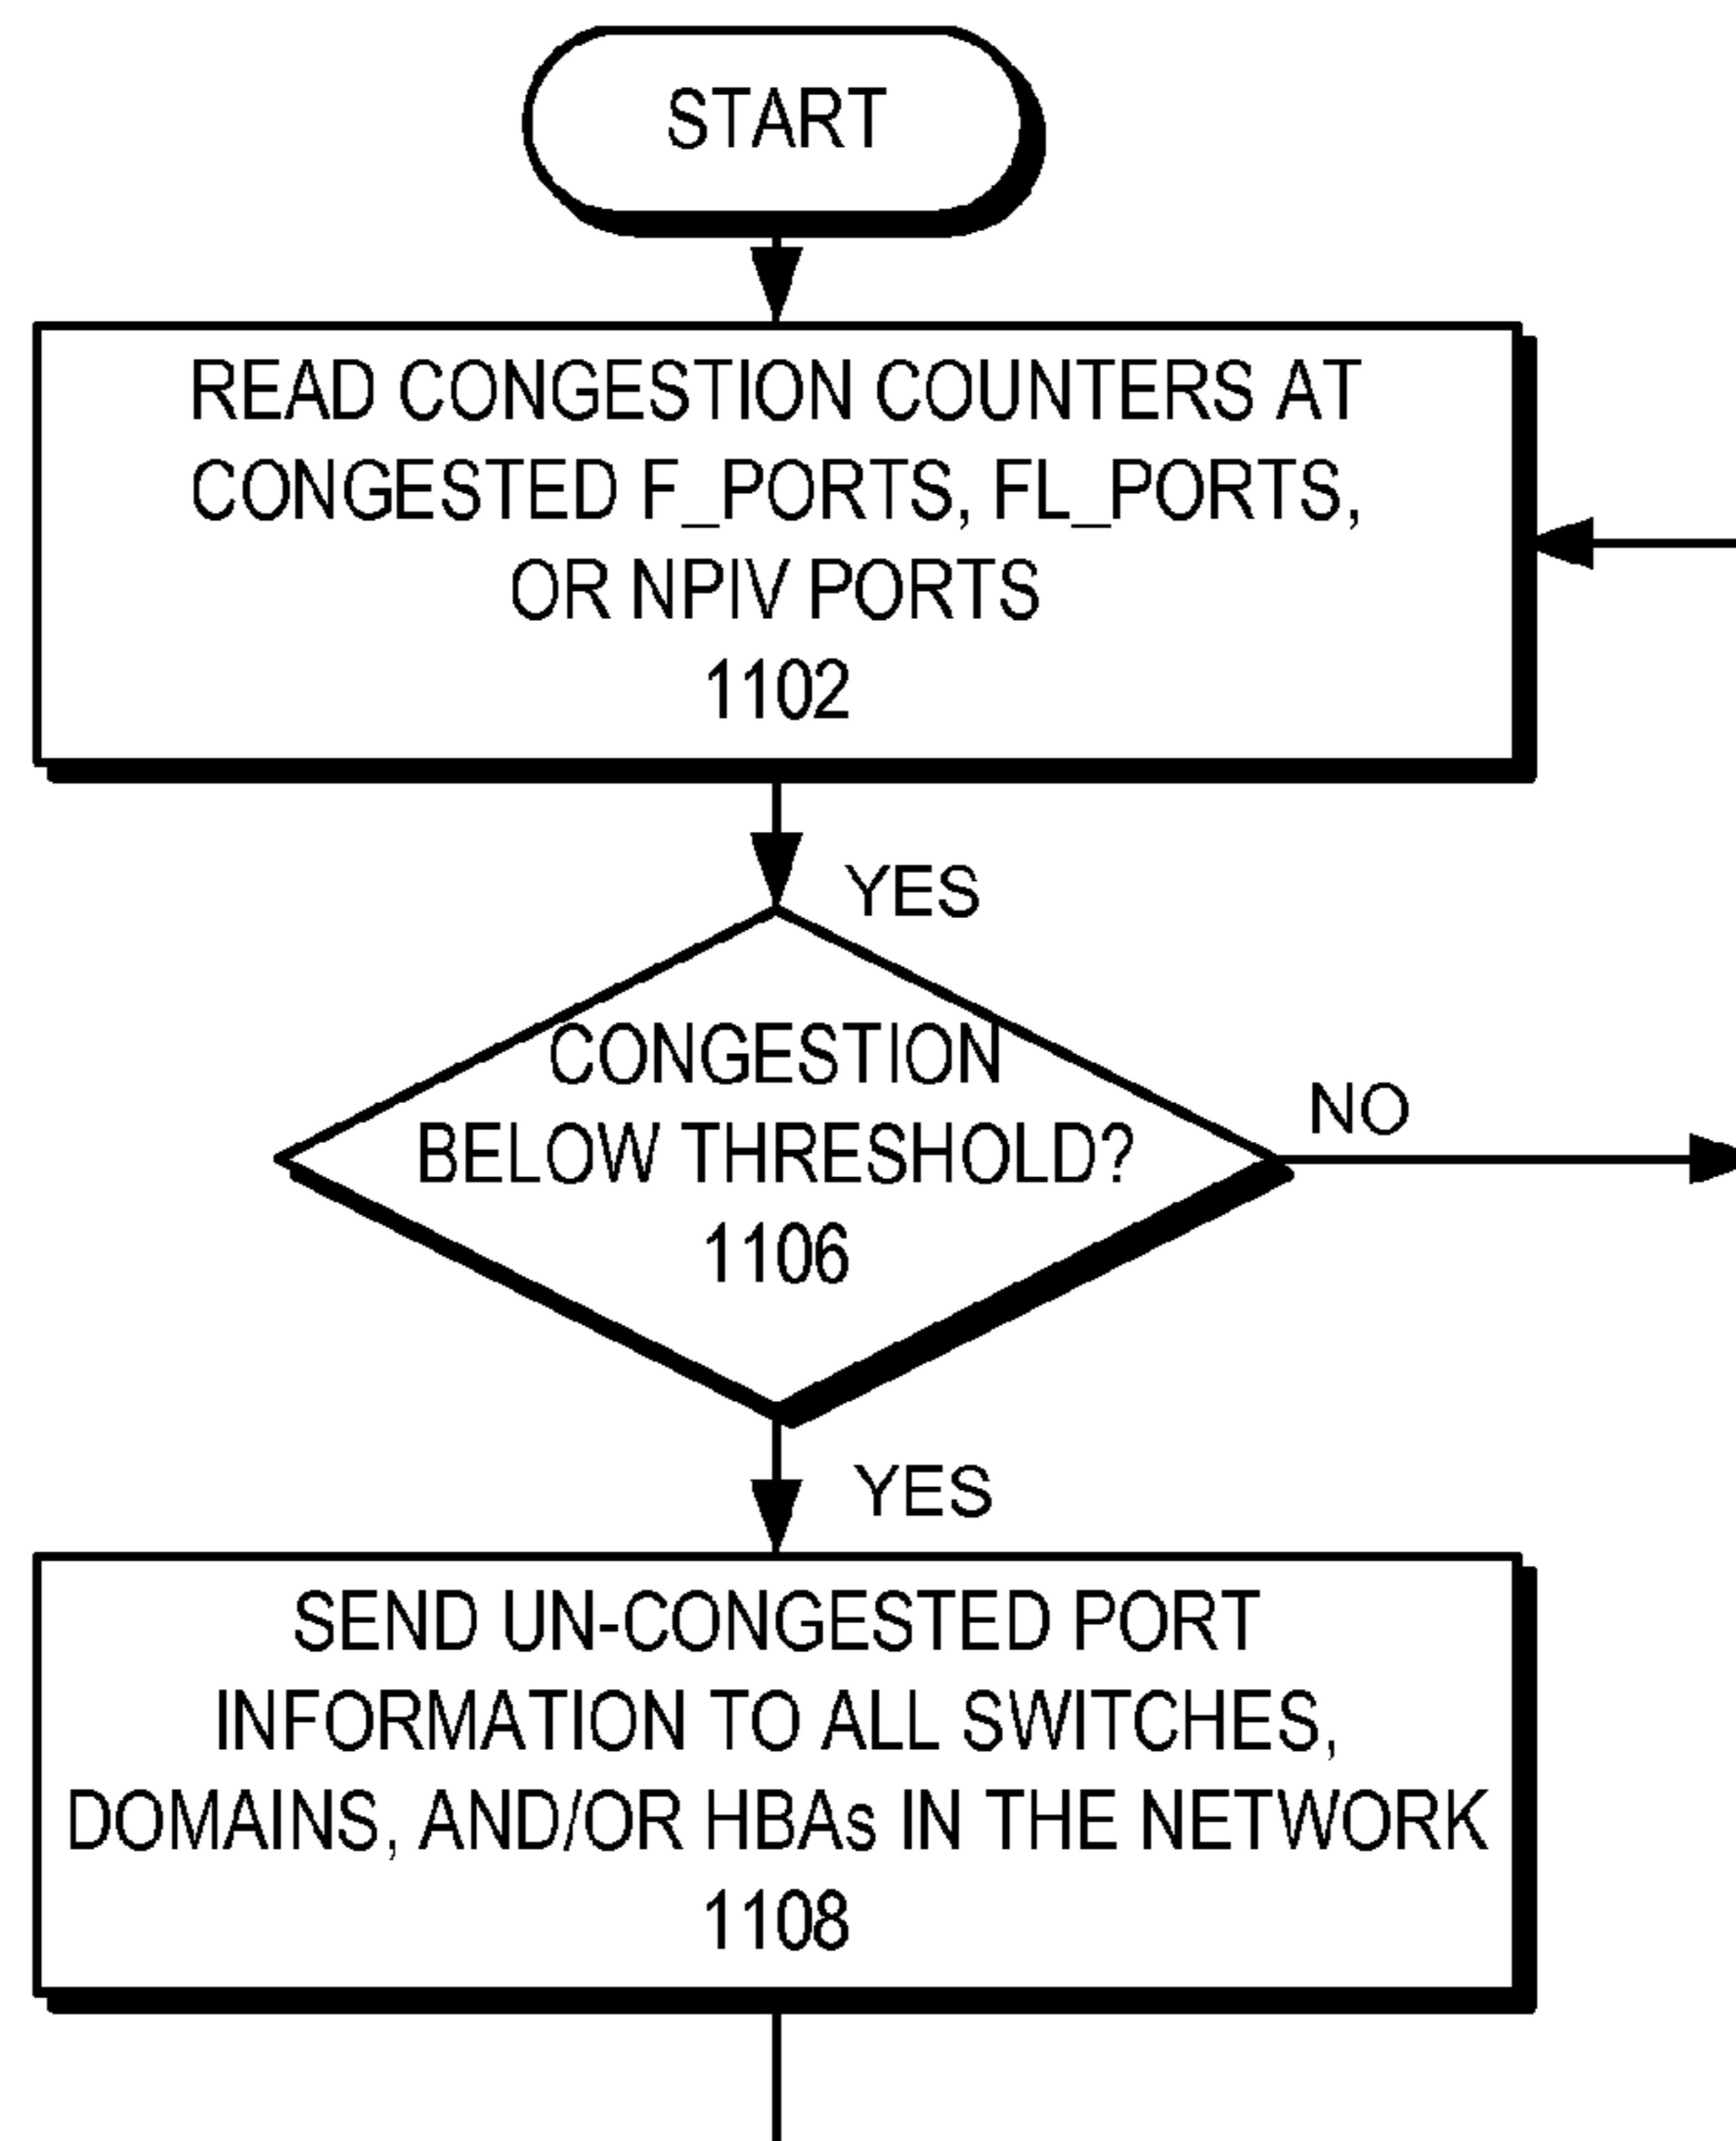 START
READ CONGESTION COUNTERS AT
CONGESTED F_PORTS, FL_PORTS,
OR NPIV PORTS
1102
YES
CONGESTION
BELOW THRESHOLD?
1106
NO
YES
SEND UN-CONGESTED PORT
INFORMATION TO ALL SWITCHES,
DOMAINS, AND/OR HBAs IN THE NETWORK
1108